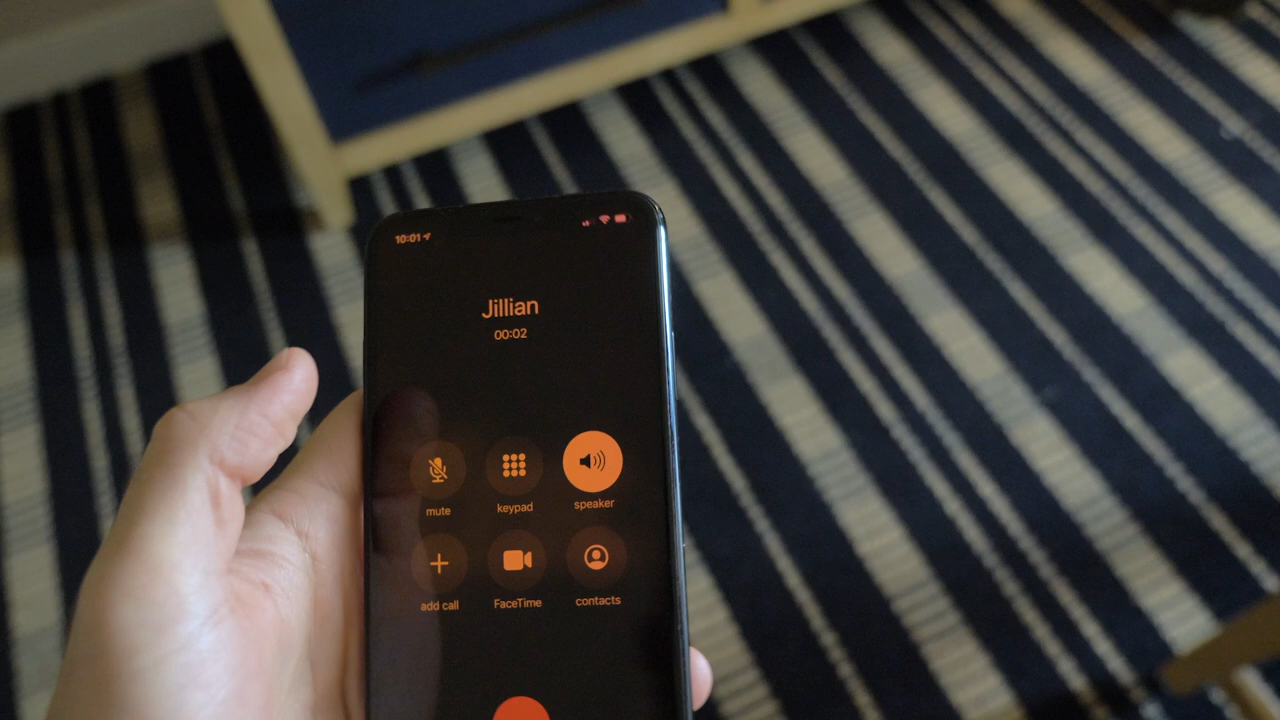 10:01
Jillian
00:02
mute keypad speaker
add call FaceTime contacts